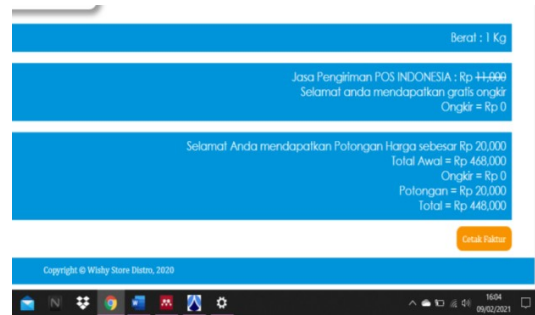 Berat : 1 Kg
Jasa Pengiriman POS INDONESIA : Rp 11,000
Selamat anda mendapatkan gratis ongkir
Ongkir = Rp 0
Selamat Anda mendapatkan Potongan Harga sebesar Rp 20,000
Total Awal = Rp 468,000
Ongkir = Rp 0
Potongan = Rp 20,000
Total = Rp 448,000
Cetak Faktur
Copyright © Wishy Store Distro, 2020
16:04
09/02/2021